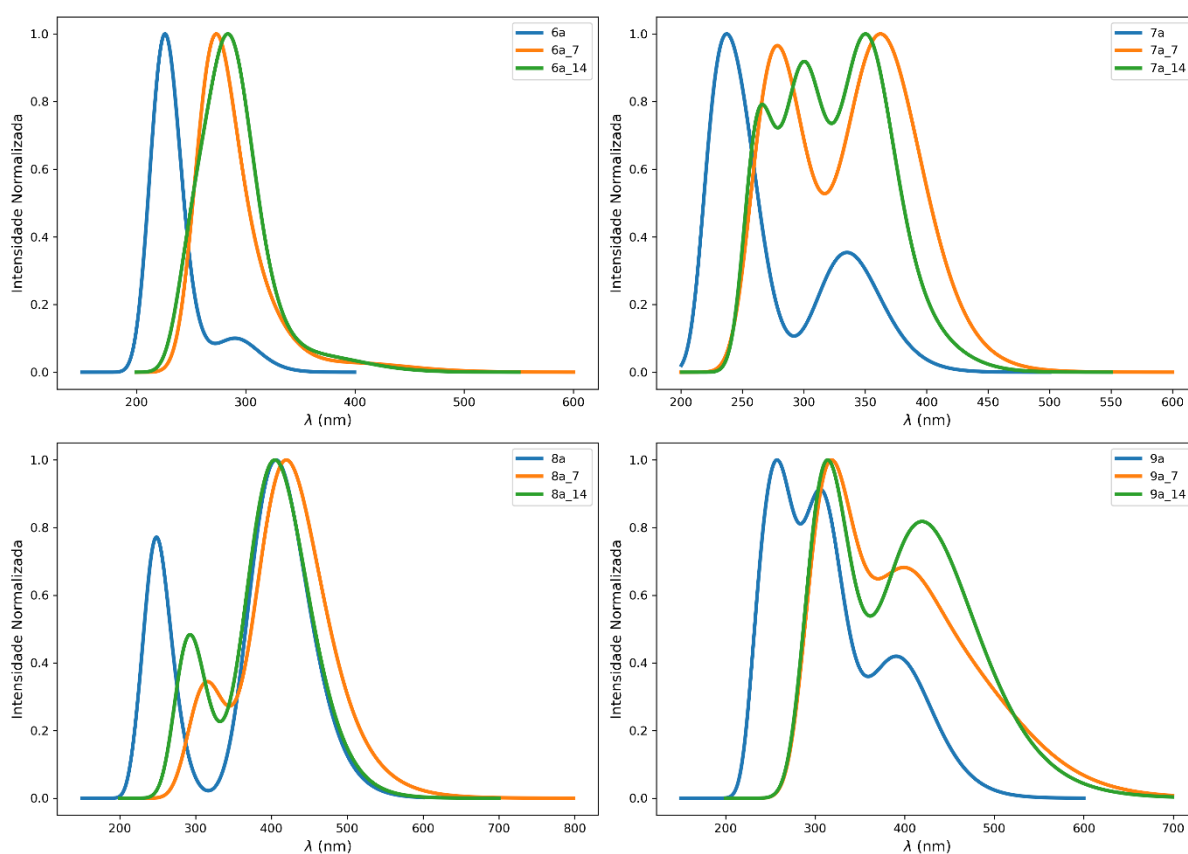 6a
6a_7
6a_14
Intensidade Normalizada
1.0
0.8
0.6
0.4
0.2
0.0
200 300 400 500 600
λ (nm)
7a
7a_7
7a_14
Intensidade Normalizada
1.0
0.8
0.6
0.4
0.2
0.0
200 250 300 350 400 450 500 550 600
λ (nm)
8a
8a_7
8a_14
Intensidade Normalizada
1.0
0.8
0.6
0.4
0.2
0.0
200 300 400 500 600 700 800
λ (nm)
9a
9a_7
9a_14
Intensidade Normalizada
1.0
0.8
0.6
0.4
0.2
0.0
200 300 400 500 600 700
λ (nm)